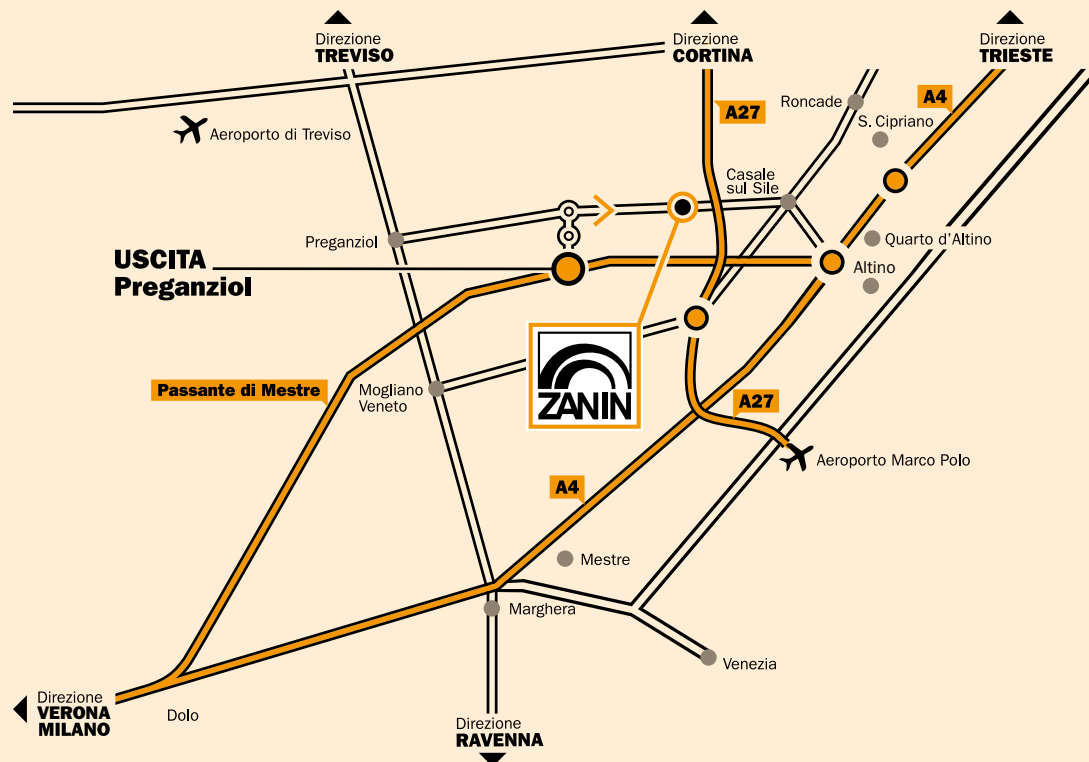 Direzione
TREVISO
Direzione
CORTINA
Direzione
TRIESTE
A27
A4
Roncade
S. Cipriano
Aeroporto di Treviso
Casale
sul Sile
Preganziol
Quarto d'Altino
USCITA
Preganziol
Altino
Passante di Mestre
Mogliano
Veneto
ZANIN
A27
Aeroporto Marco Polo
A4
Mestre
Marghera
Venezia
Direzione
VERONA
MILANO
Dolo
Direzione
RAVENNA